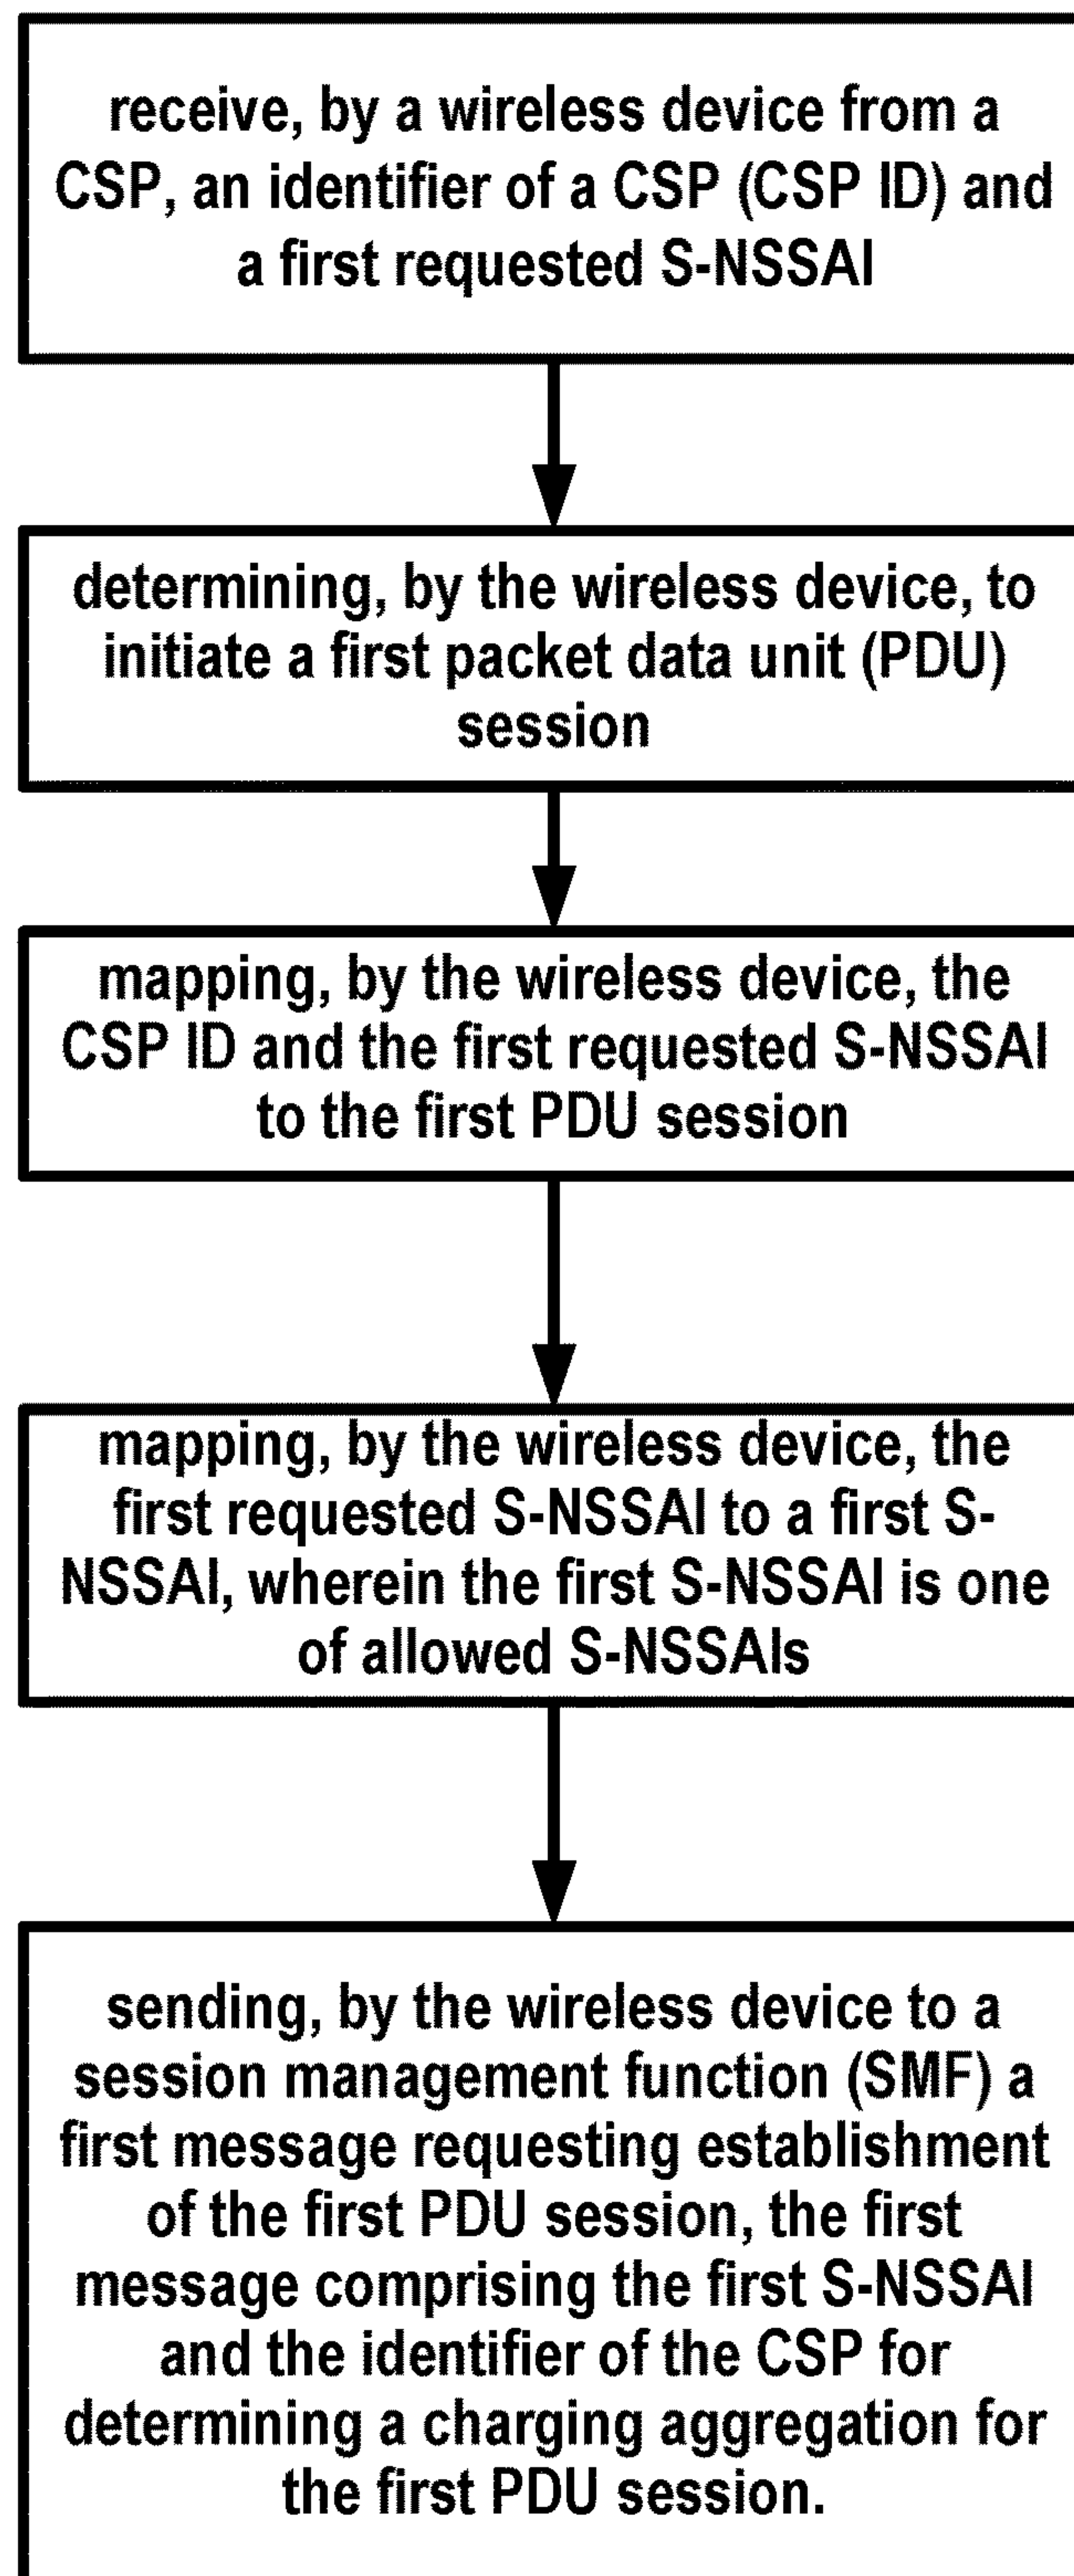 receive, by a wireless device from a
CSP, an identifier of a CSP (CSP ID) and
a first requested S-NSSAI
determining, by the wireless device, to
initiate a first packet data unit (PDU)
session
mapping, by the wireless device, the
CSP ID and the first requested S-NSSAI
to the first PDU session
mapping, by the wireless device, the
first requested S-NSSAI to a first S-
NSSAI, wherein the first S-NSSAI is one
of allowed S-NSSAIs
sending, by the wireless device to a
session management function (SMF) a
first message requesting establishment
of the first PDU session, the first
message comprising the first S-NSSAI
and the identifier of the CSP for
determining a charging aggregation for
the first PDU session.